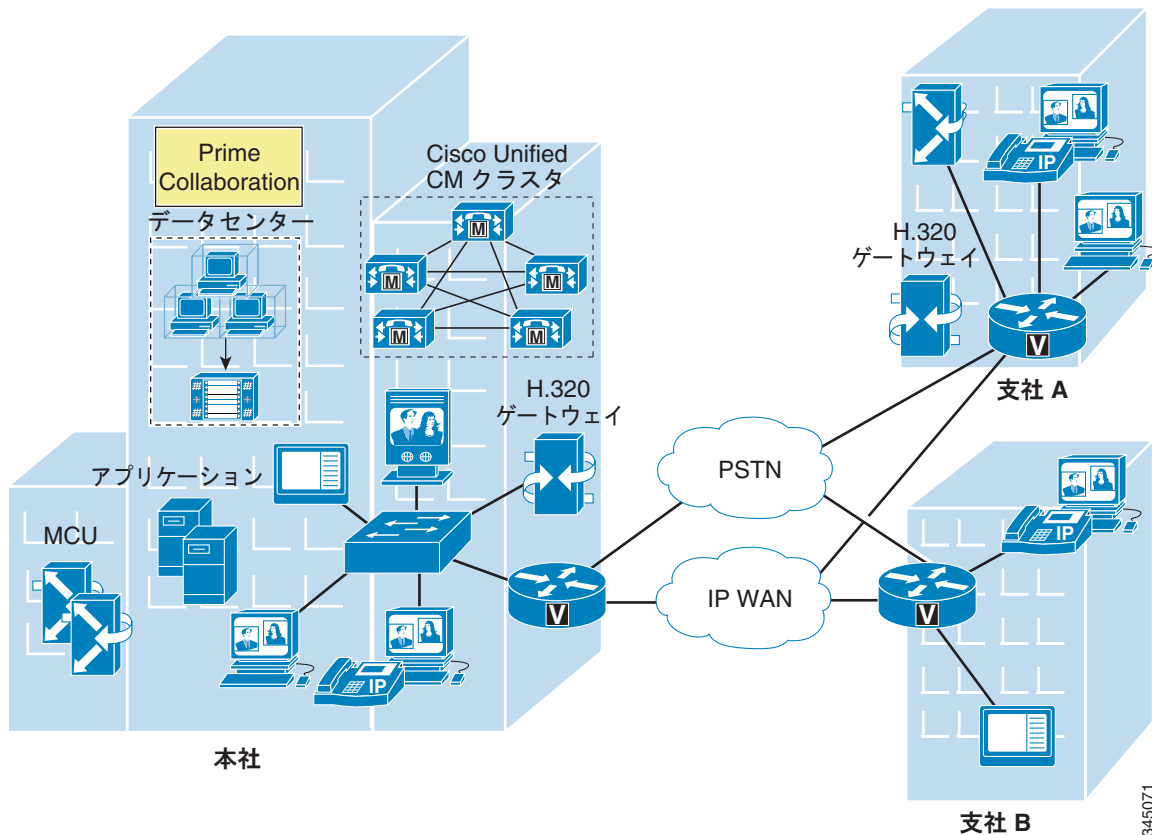 Prime
Collaboration
データセンター
Cisco Unified
CM クラスタ
M
M
M
M
M
H.320
ゲートウェイ
アプリケーション
MCU
IP
V
本社
PSTN
IP WAN
IP
H.320
ゲートウェイ
V
支社 A
IP
V
支社 B
345071